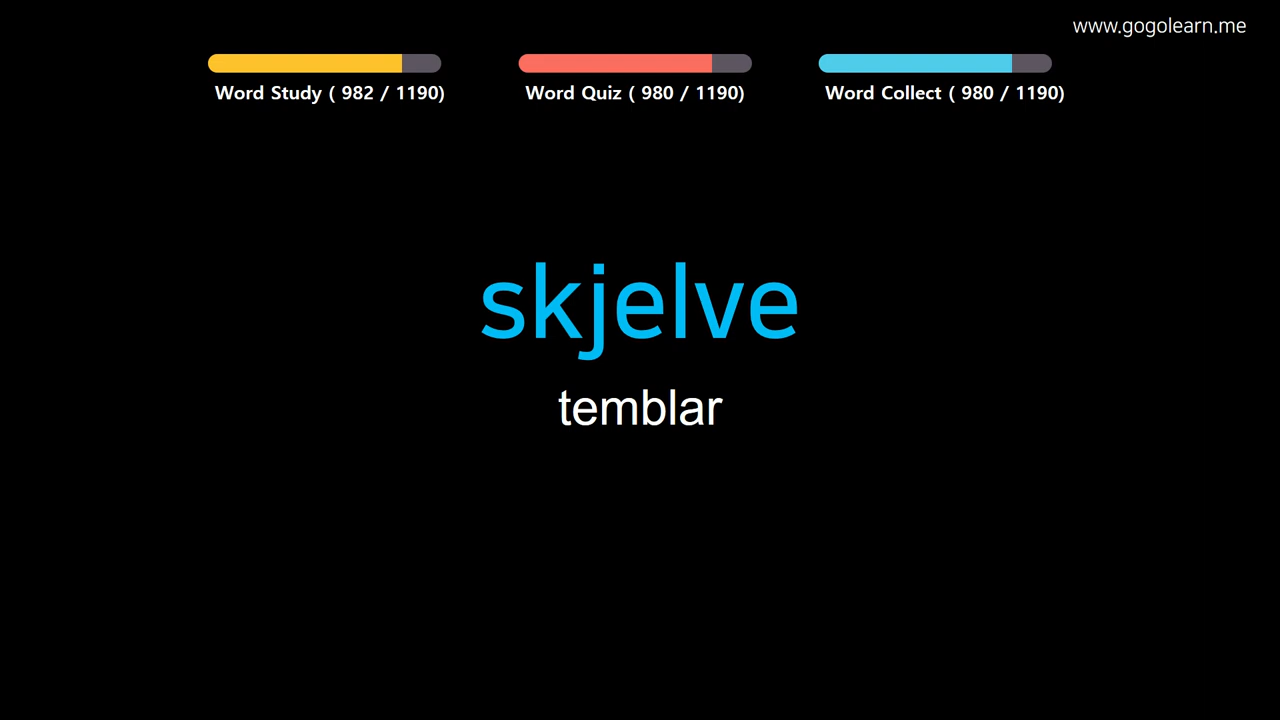 www.gogolearn.me
Word Study ( 982 / 1190)
Word Quiz ( 980 / 1190)
Word Collect ( 980 / 1190)
skjelve
temblar